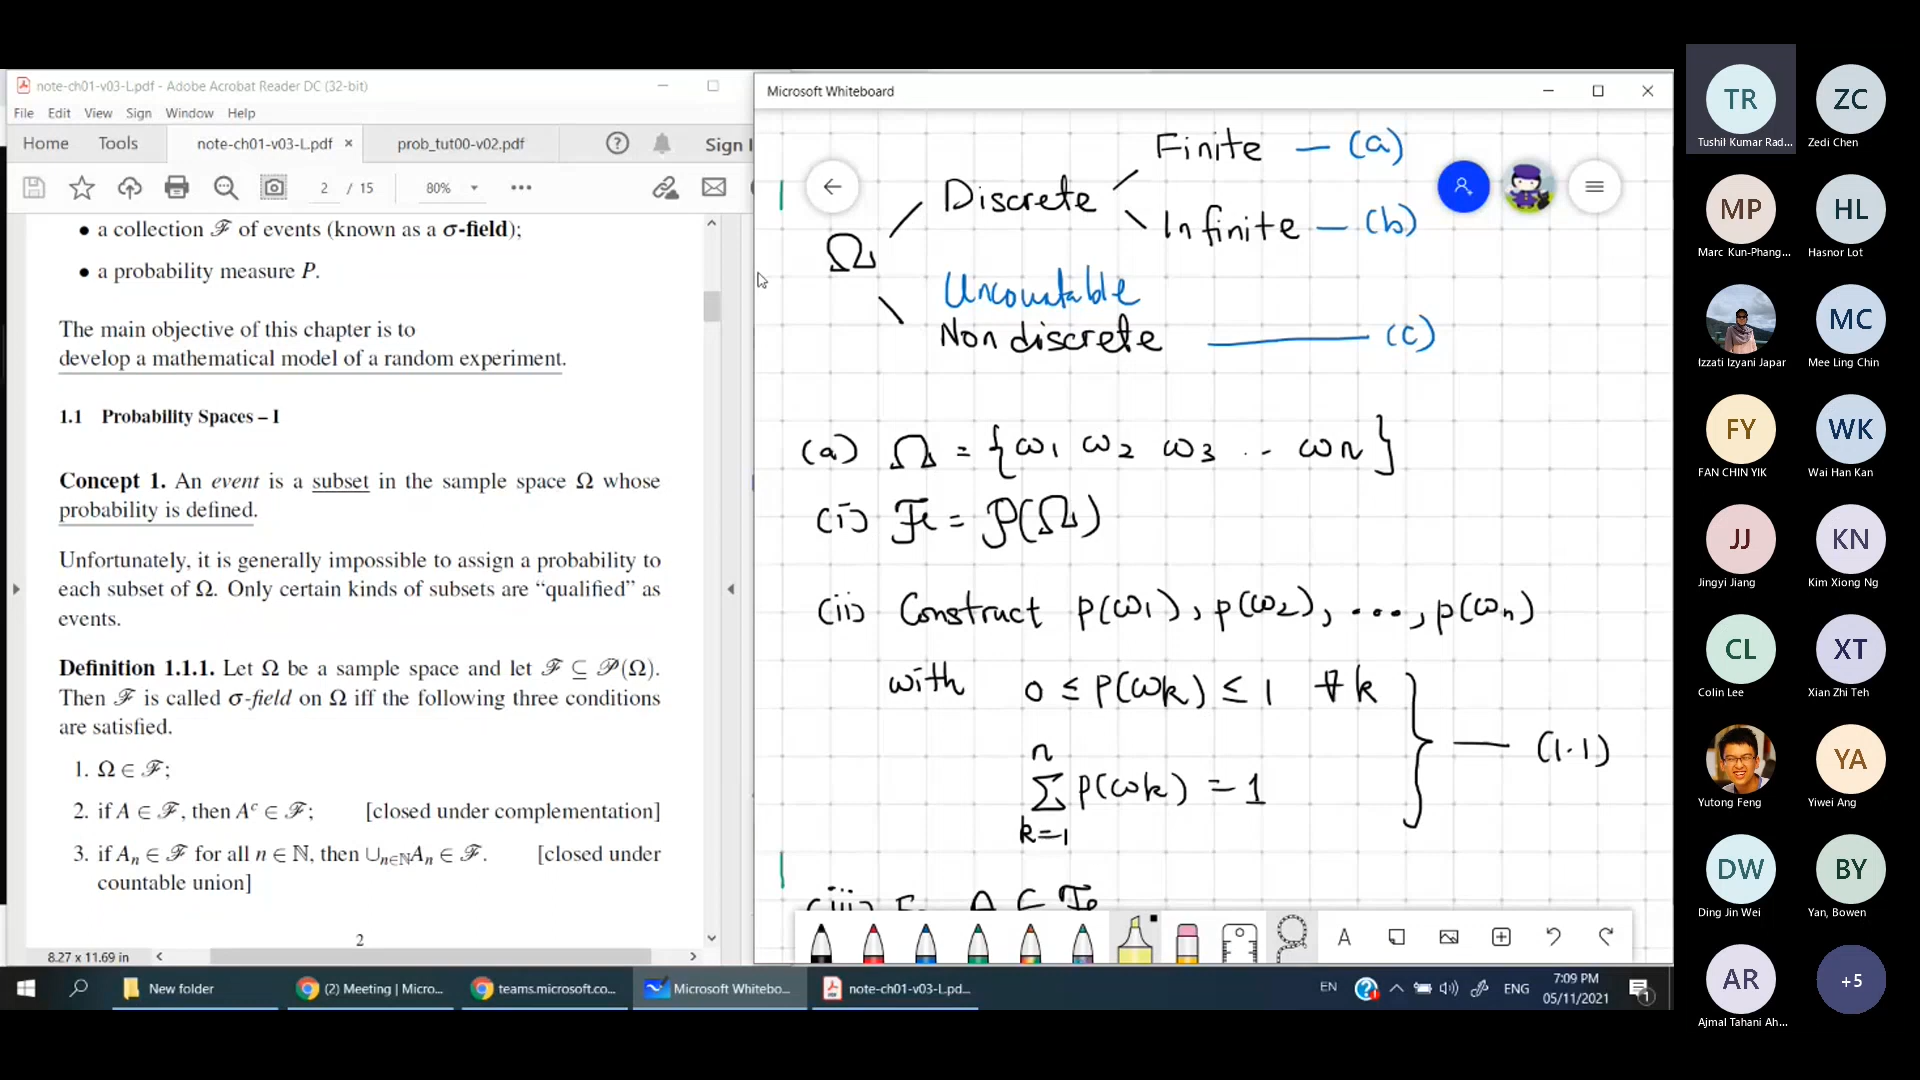 note-ch01-v03-L.pdf - Adobe Acrobat Reader DC (32-bit)
File Edit View Sign Window Help
Home Tools note-ch01-v03-L.pdf × prob_tut00-v02.pdf Sign
2 / 15 80%
• a collection ℱ of events (known as a σ-field);
• a probability measure P.
The main objective of this chapter is to
develop a mathematical model of a random experiment.
1.1 Probability Spaces – I
Concept 1. An event is a subset in the sample space Ω whose
probability is defined.
Unfortunately, it is generally impossible to assign a probability to
each subset of Ω. Only certain kinds of subsets are “qualified” as
events.
Definition 1.1.1. Let Ω be a sample space and let ℱ ⊆ 𝒫(Ω).
Then ℱ is called σ-field on Ω iff the following three conditions
are satisfied.
1. Ω ∈ ℱ;
2. if A ∈ ℱ, then Aᶜ ∈ ℱ; [closed under complementation]
3. if Aₙ ∈ ℱ for all n ∈ ℕ, then ∪ₙ∈ℕAₙ ∈ ℱ. [closed under
countable union]
2
8.27 x 11.69 in
Microsoft Whiteboard
Finite — (a)
Discrete
Infinite — (b)
Ω
Uncountable
Non discrete — (c)
(a) Ω = {ω1 ω2 ω3 ... ωn}
(i) ℱ = 𝒫(Ω)
(ii) Construct p(ω1), p(ω2), ..., p(ωn)
with 0 ≤ p(ωk) ≤ 1 ∀ k
n
∑ p(ωk) = 1 — (1.1)
k=1
TR ZC
Tushil Kumar Rad... Zedi Chen
MP HL
Marc Kun-Phang... Hasnor Lot
MC
Izzati Izyani Japar Mee Ling Chin
FY WK
FAN CHIN YIK Wai Han Kan
JJ KN
Jingyi Jiang Kim Xiong Ng
CL XT
Colin Lee Xian Zhi Teh
YA
Yutong Feng Yiwei Ang
DW BY
Ding Jin Wei Yan, Bowen
AR +5
Ajmal Tahani Ah...
New folder (2) Meeting | Micro... teams.microsoft.co... Microsoft Whitebo... note-ch01-v03-L.pd...
EN ENG 7:09 PM
05/11/2021 1